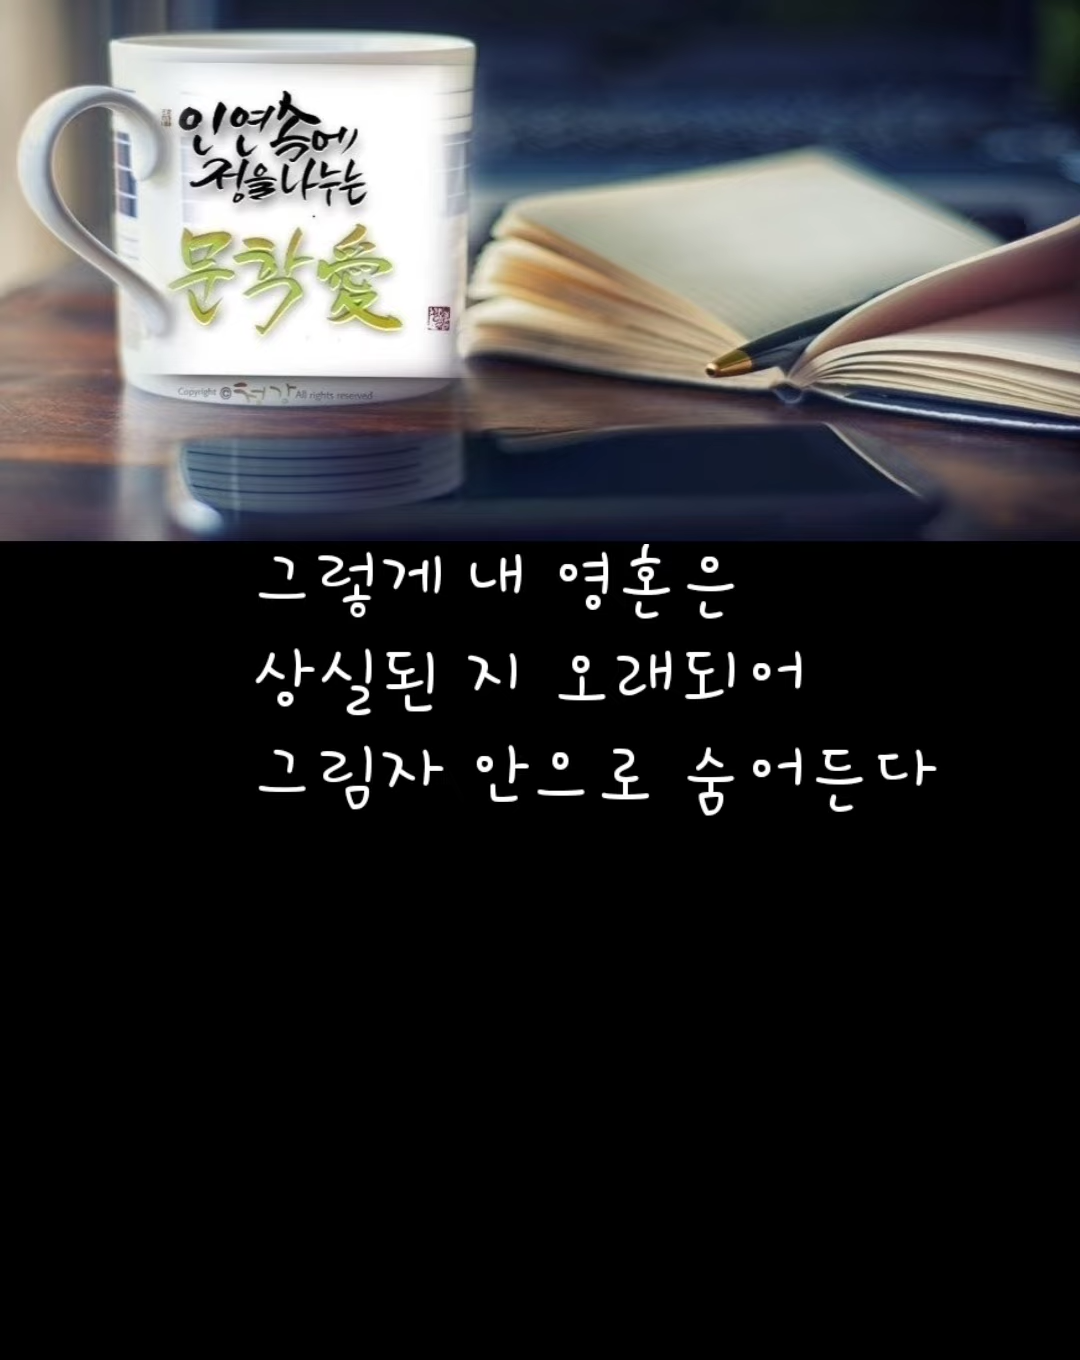 인연속에
정을나누는
문학愛
Copyright © 청강 All rights reserved
그렇게 내 영혼은
상실된 지 오래되어
그림자 안으로 숨어든다